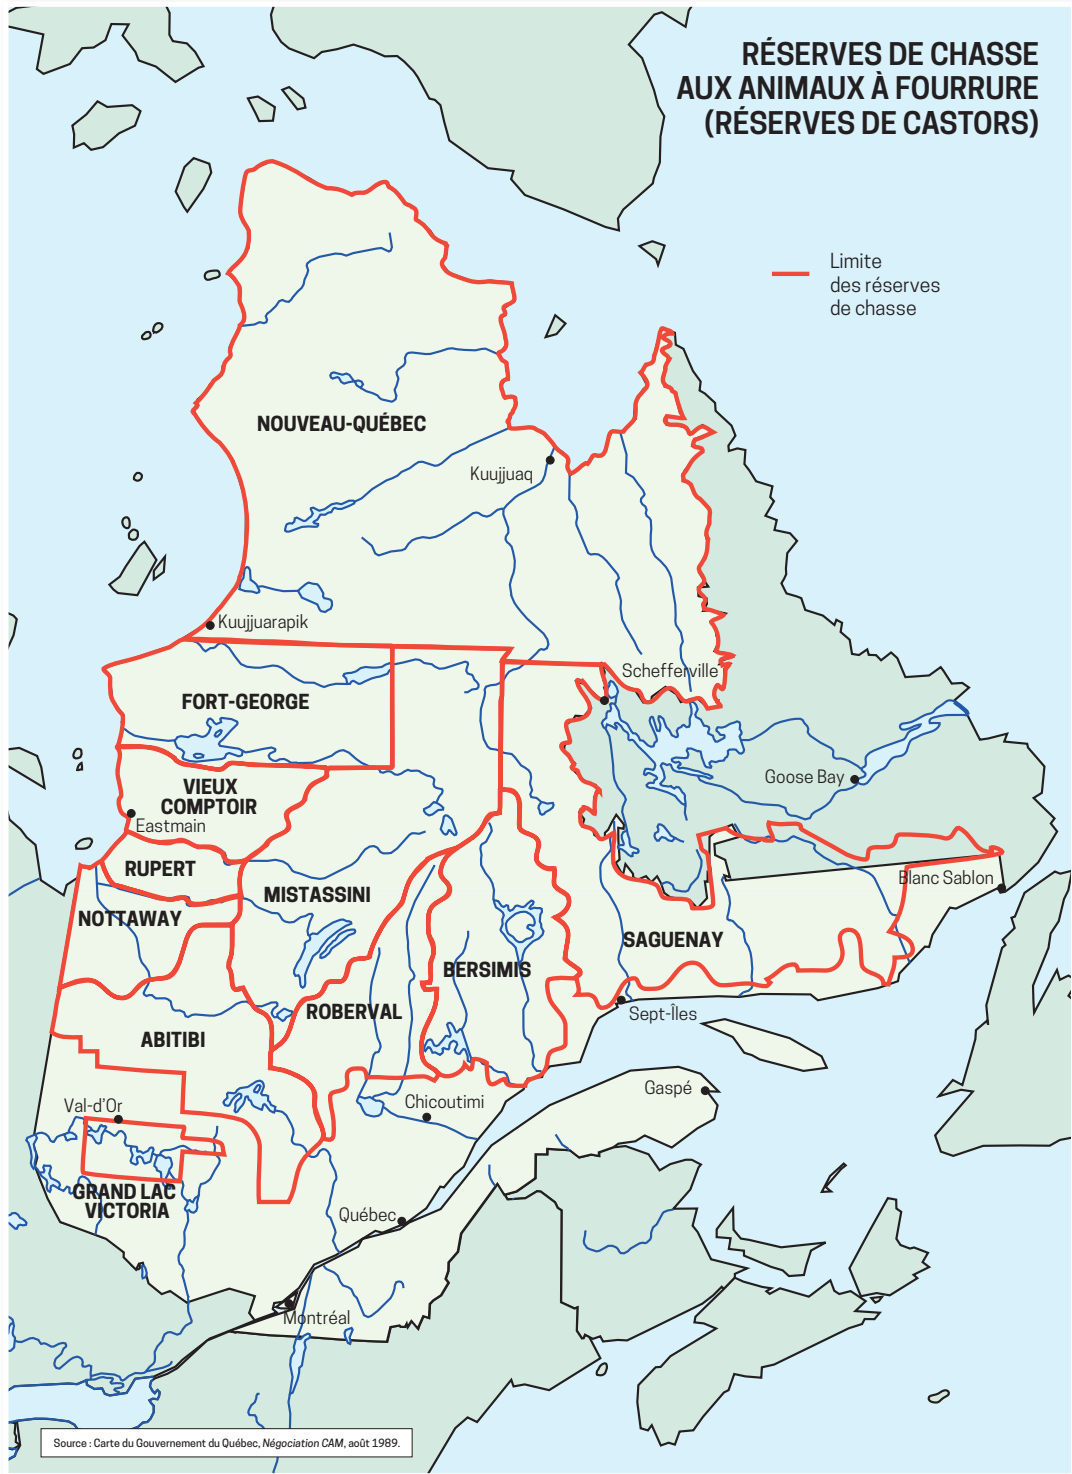 RÉSERVES DE CHASSE
AUX ANIMAUX À FOURRURE
(RÉSERVES DE CASTORS)
Limite
des réserves
de chasse
NOUVEAU-QUÉBEC
Kuujjuaq
Kuujjuarapik
Schefferville
FORT-GEORGE
Goose Bay
VIEUX
COMPTOIR
Eastmain
RUPERT
MISTASSINI
Blanc Sablon
NOTTAWAY
SAGUENAY
BERSIMIS
ROBERVAL
Sept-Îles
ABITIBI
Gaspé
Chicoutimi
Val-d'Or
GRAND LAC
VICTORIA
Québec
Montréal
Source : Carte du Gouvernement du Québec, Négociation CAM, août 1989.